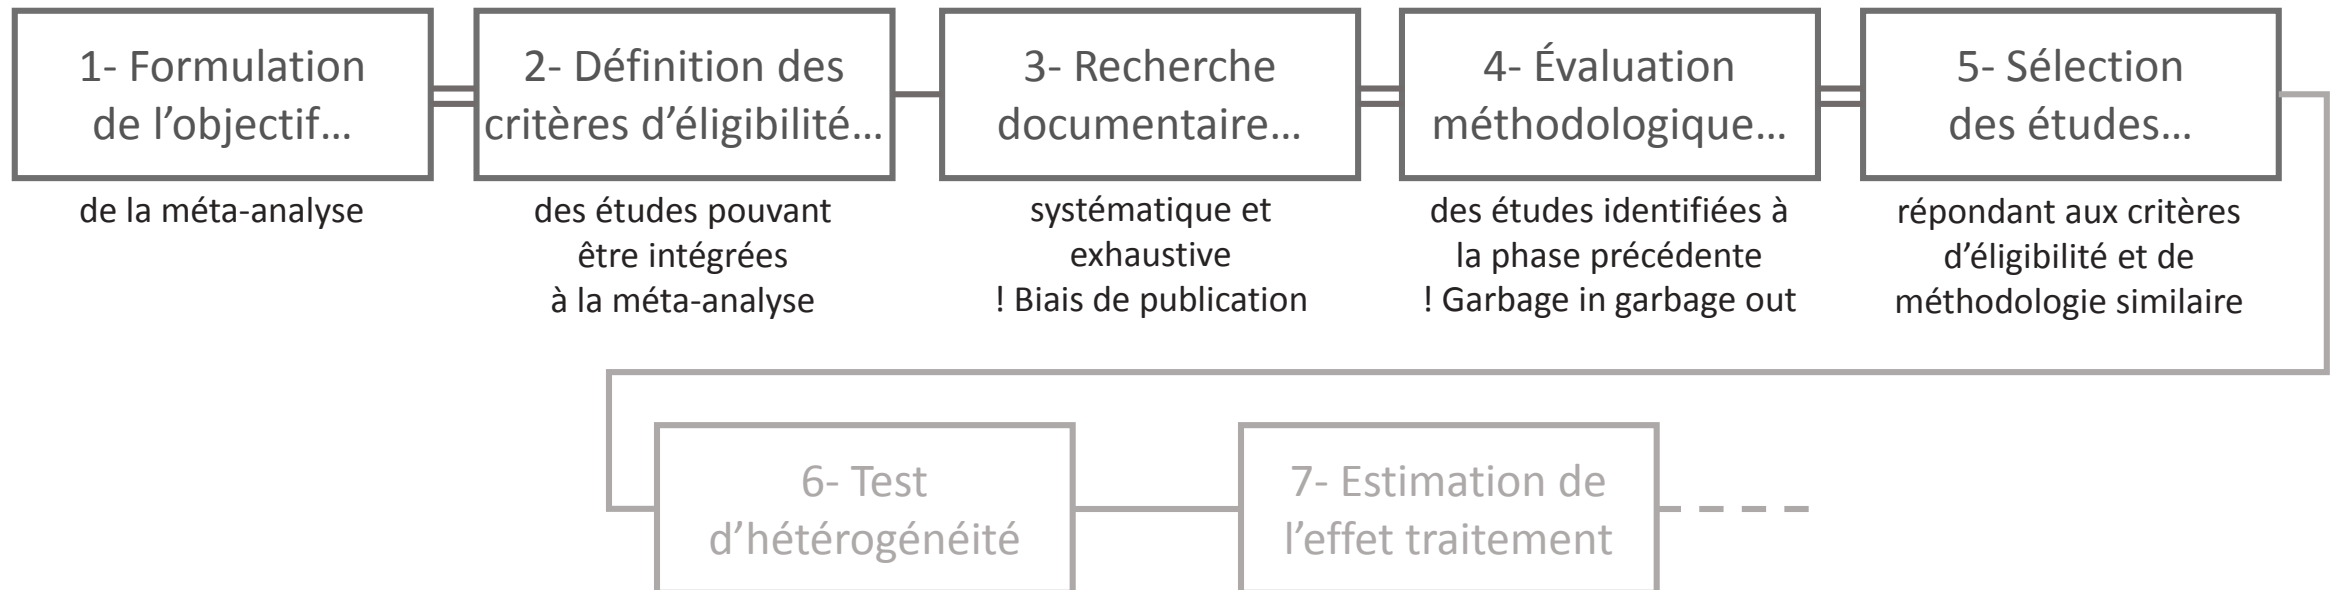 1- Formulation
de l’objectif…
de la méta-analyse
2- Définition des
critères d’éligibilité…
des études pouvant
être intégrées
à la méta-analyse
3- Recherche
documentaire…
systématique et
exhaustive
! Biais de publication
4- Évaluation
méthodologique…
des études identifiées à
la phase précédente
! Garbage in garbage out
5- Sélection
des études…
répondant aux critères
d’éligibilité et de
méthodologie similaire
6- Test
d’hétérogénéité
7- Estimation de
l’effet traitement